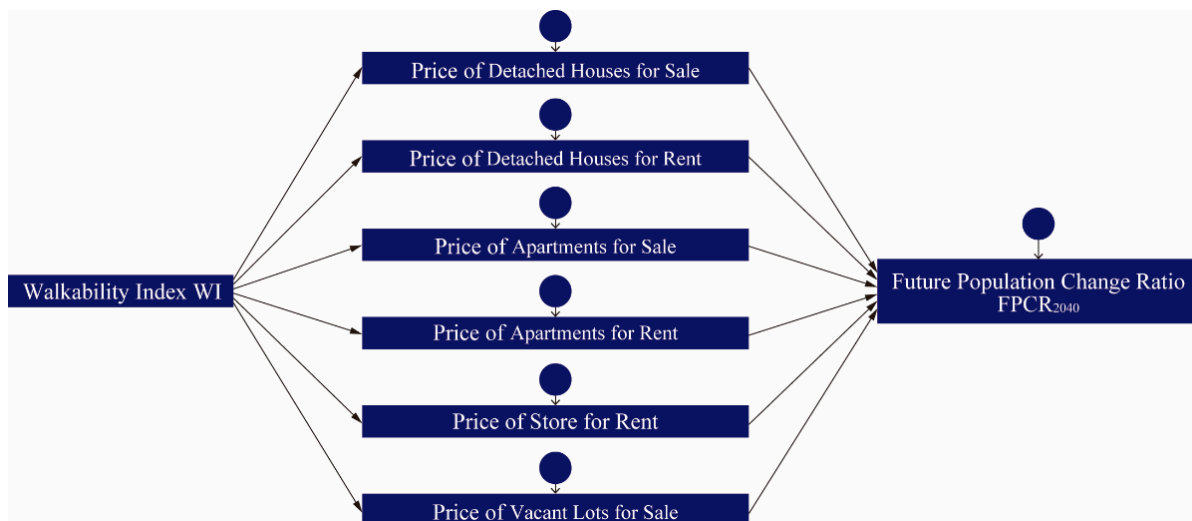 Price of Detached Houses for Sale
Price of Detached Houses for Rent
Price of Apartments for Sale
Walkability Index WI
Future Population Change Ratio
FPCR2040
Price of Apartments for Rent
Price of Store for Rent
Price of Vacant Lots for Sale